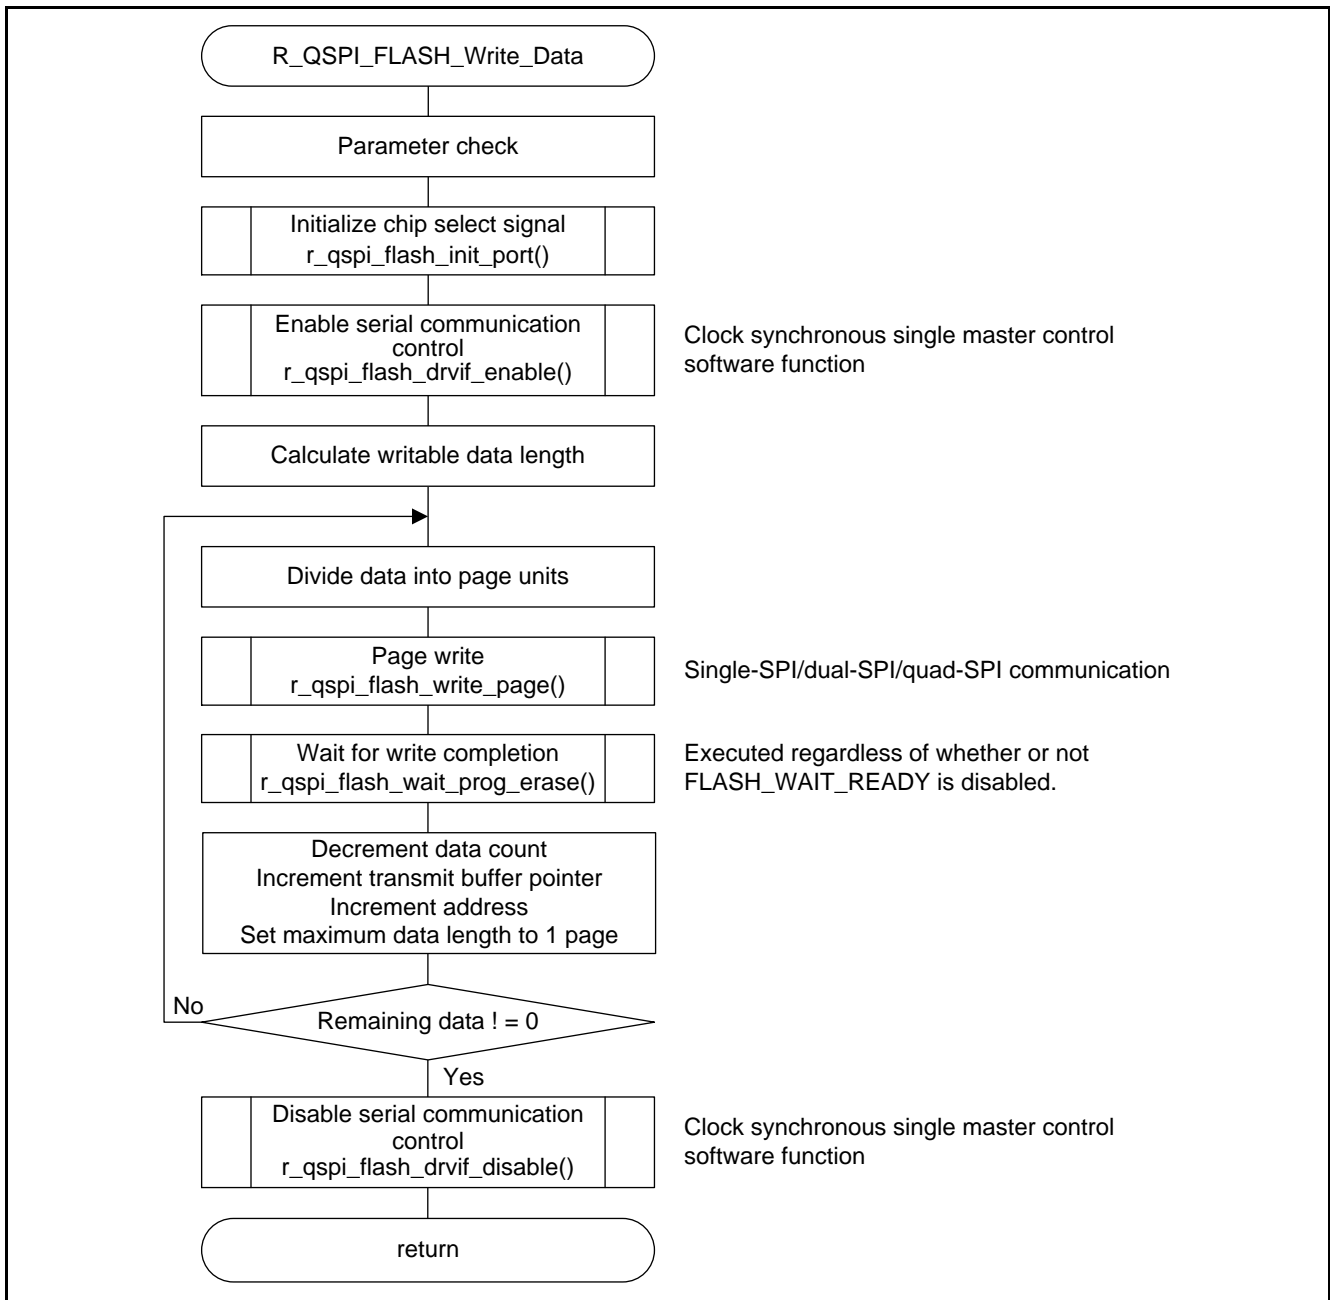 R_QSPI_FLASH_Write_Data
Parameter check
Initialize chip select signal
r_qspi_flash_init_port()
Enable serial communication
control
r_qspi_flash_drvif_enable()
Clock synchronous single master control
software function
Calculate writable data length
Divide data into page units
Page write
r_qspi_flash_write_page()
Single-SPI/dual-SPI/quad-SPI communication
Wait for write completion
r_qspi_flash_wait_prog_erase()
Executed regardless of whether or not
FLASH_WAIT_READY is disabled.
Decrement data count
Increment transmit buffer pointer
Increment address
Set maximum data length to 1 page
No
Remaining data ! = 0
Yes
Disable serial communication
control
r_qspi_flash_drvif_disable()
Clock synchronous single master control
software function
return